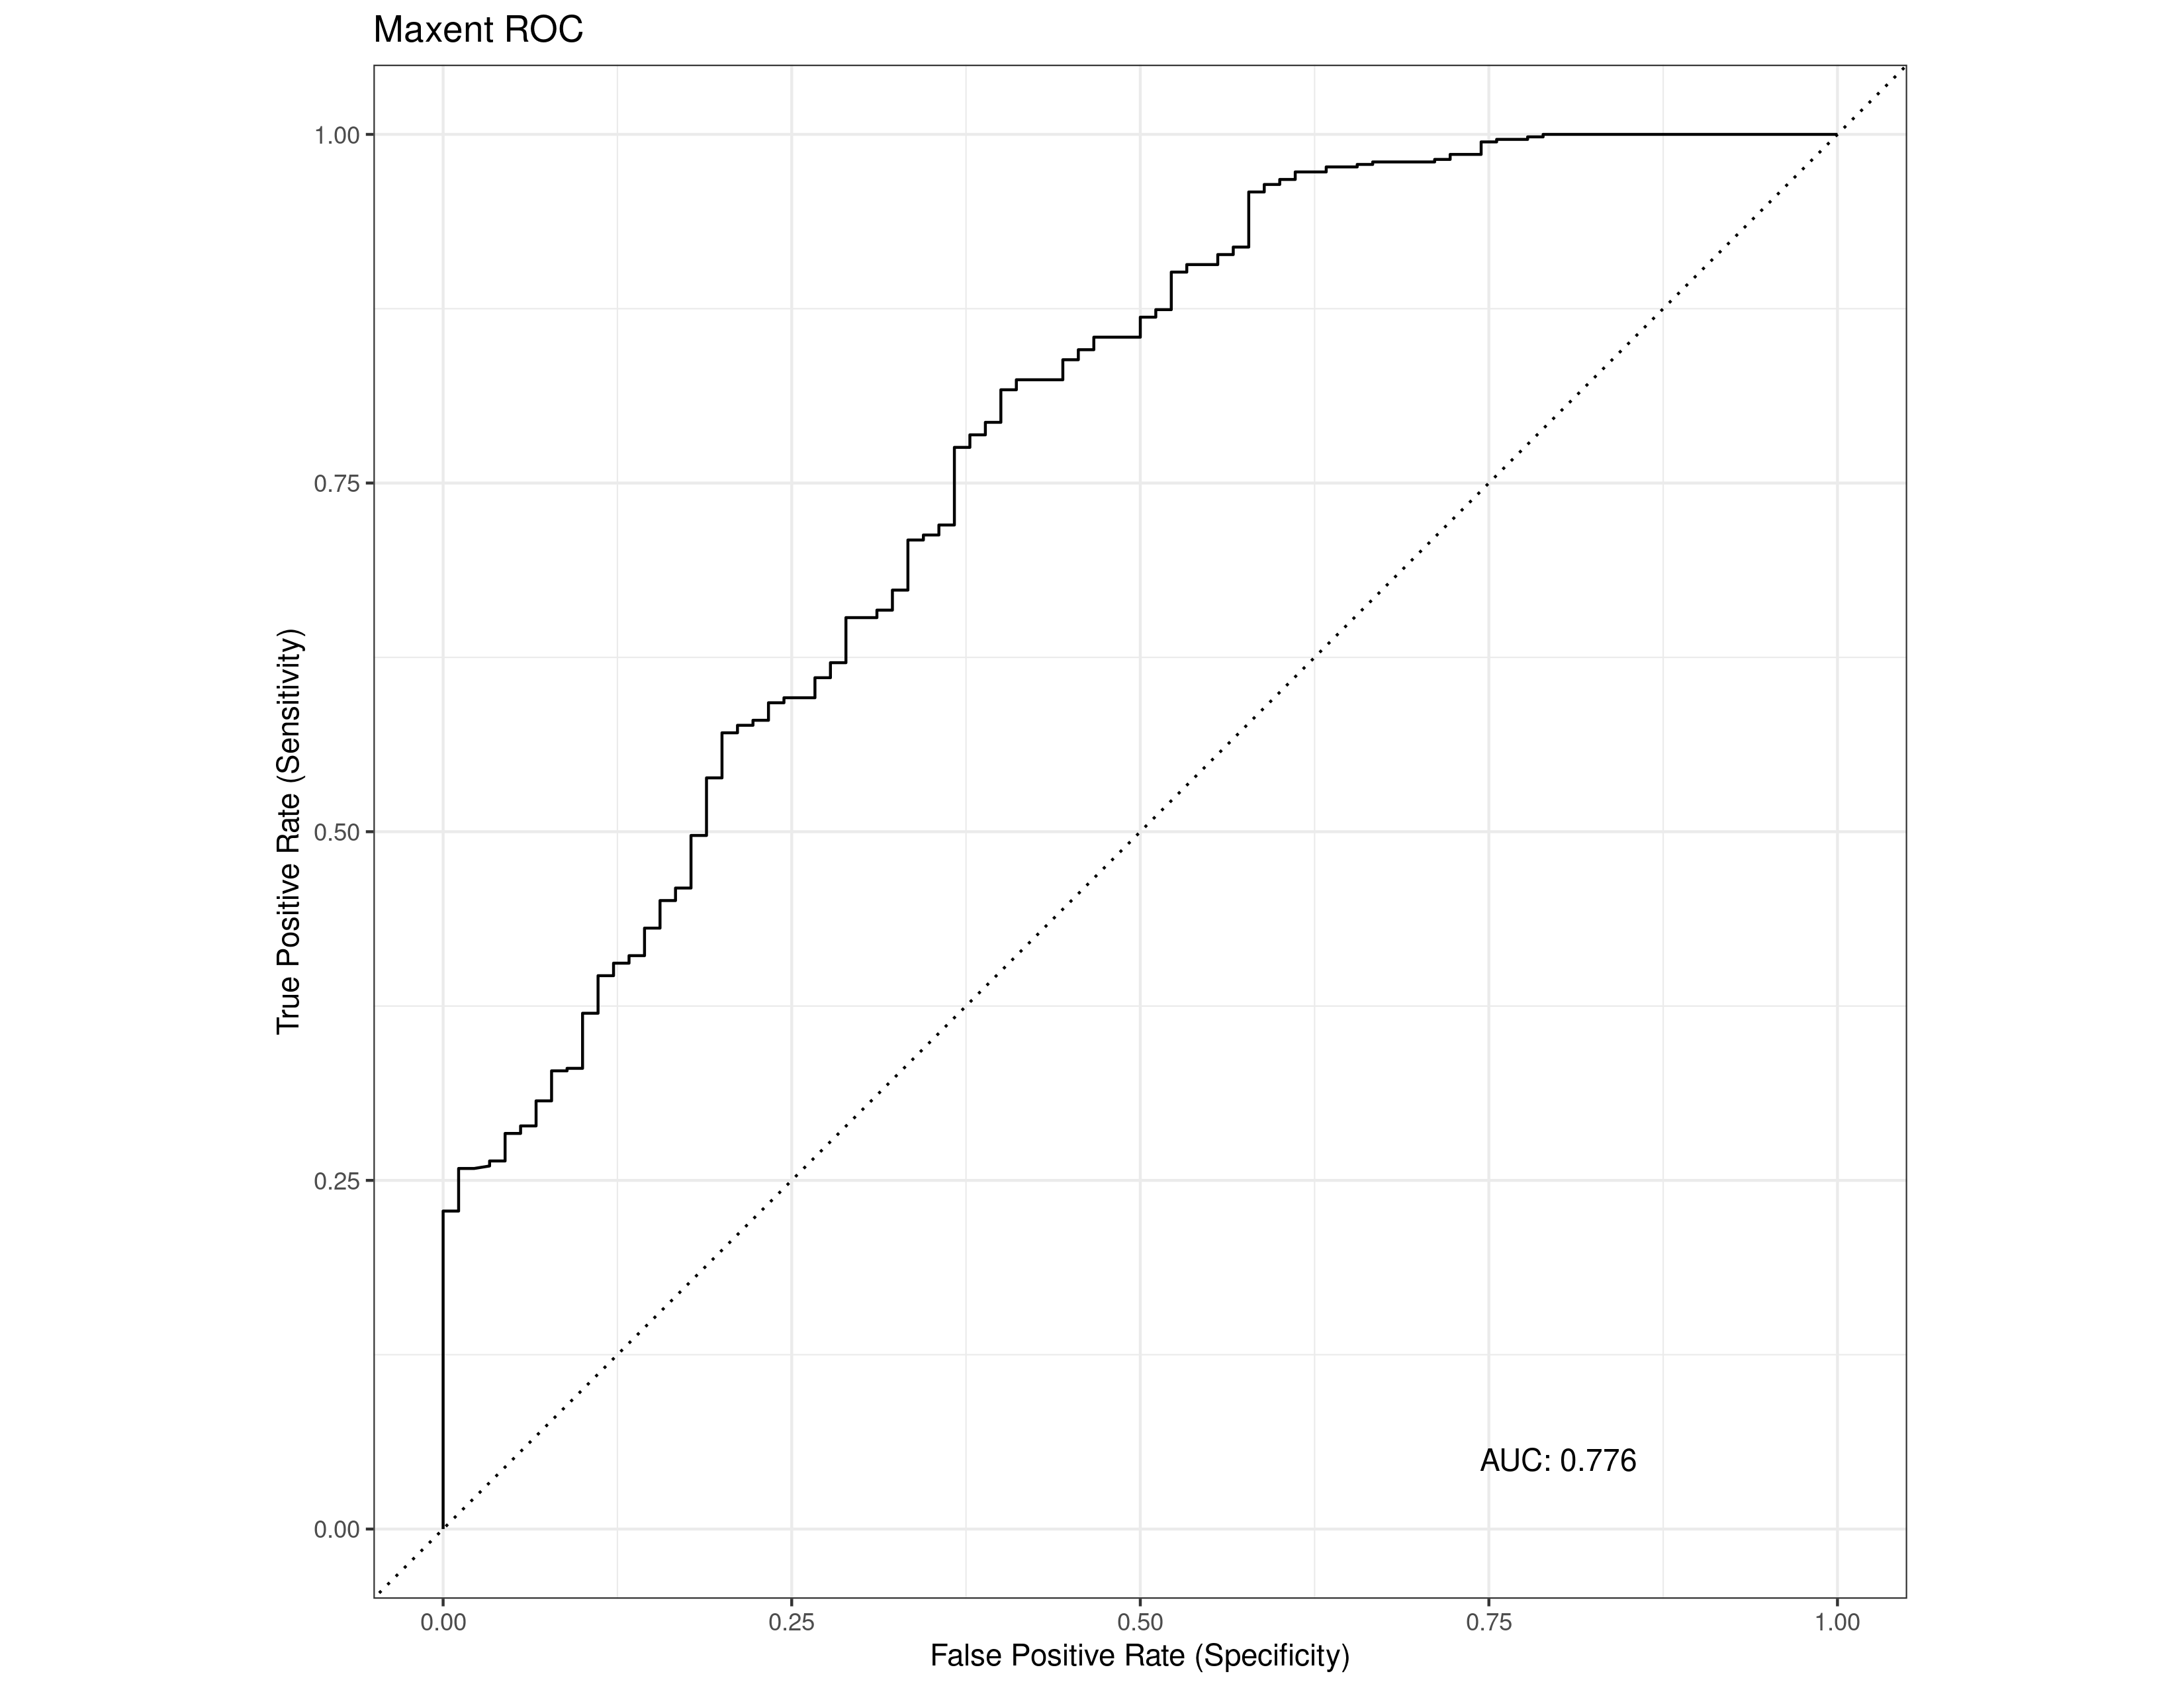 Maxent ROC
1.00
0.75
0.50
0.25
0.00
True Positive Rate (Sensitivity)
AUC: 0.776
0.00 0.25 0.50 0.75 1.00
False Positive Rate (Specificity)